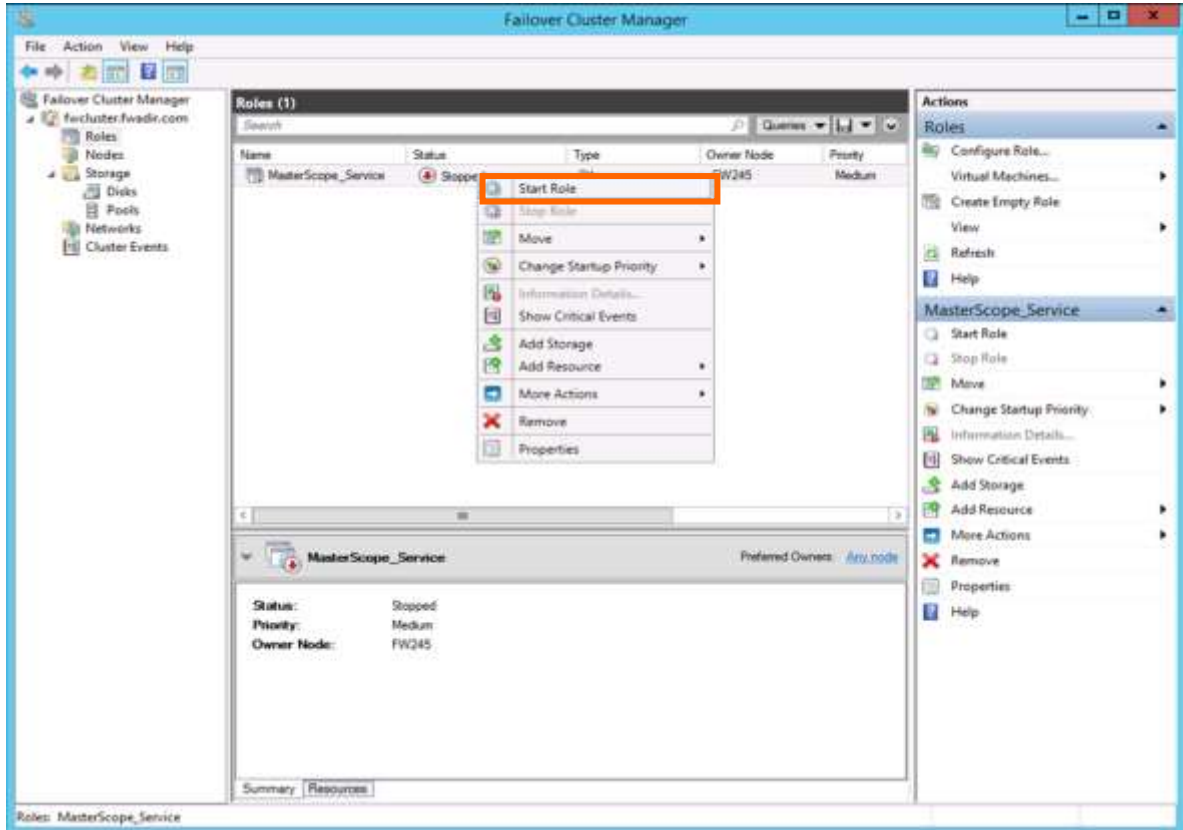 Failover Cluster Manager
File Action View Help
Failover Cluster Manager
fwcluster.fwadir.com
Roles
Nodes
Storage
Disks
Pools
Networks
Cluster Events
Roles (1)
Search
Queries
Name Status Type Owner Node Priority
MasterScope_Service Stoppe FW245 Medium
Start Role
Stop Role
Move
Change Startup Priority
Information Details...
Show Critical Events
Add Storage
Add Resource
More Actions
Remove
Properties
MasterScope_Service Preferred Owners: Any node
Status: Stopped
Priority: Medium
Owner Node: FW245
Summary Resources
Actions
Roles
Configure Role...
Virtual Machines...
Create Empty Role
View
Refresh
Help
MasterScope_Service
Start Role
Stop Role
Move
Change Startup Priority
Information Details...
Show Critical Events
Add Storage
Add Resource
More Actions
Remove
Properties
Help
Roles: MasterScope_Service